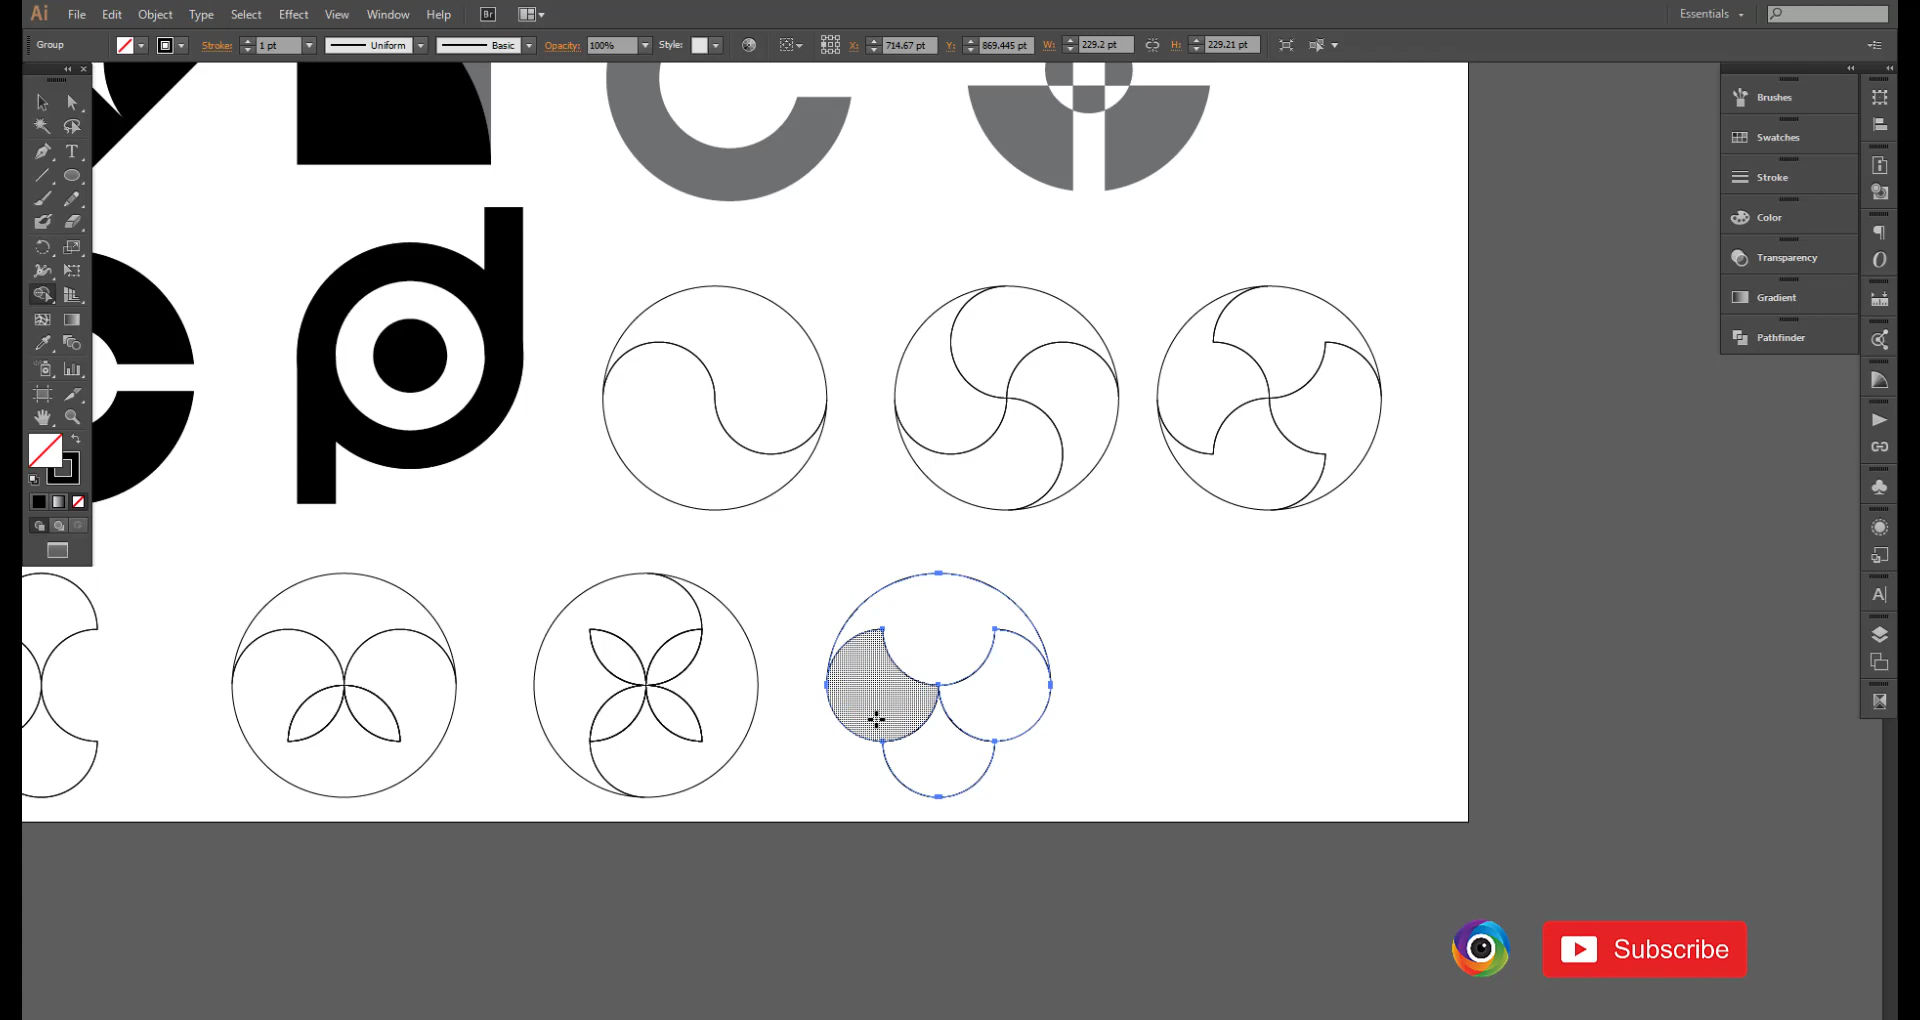 Ai File Edit Object Type Select Effect View Window Help Br Essentials
Group Stroke: 1 pt Uniform Basic Opacity: 100% Style: X: 714.67 pt Y: 869.445 pt W: 229.2 pt H: 229.21 pt
Brushes
Swatches
Stroke
Color
Transparency
Gradient
Pathfinder
Subscribe